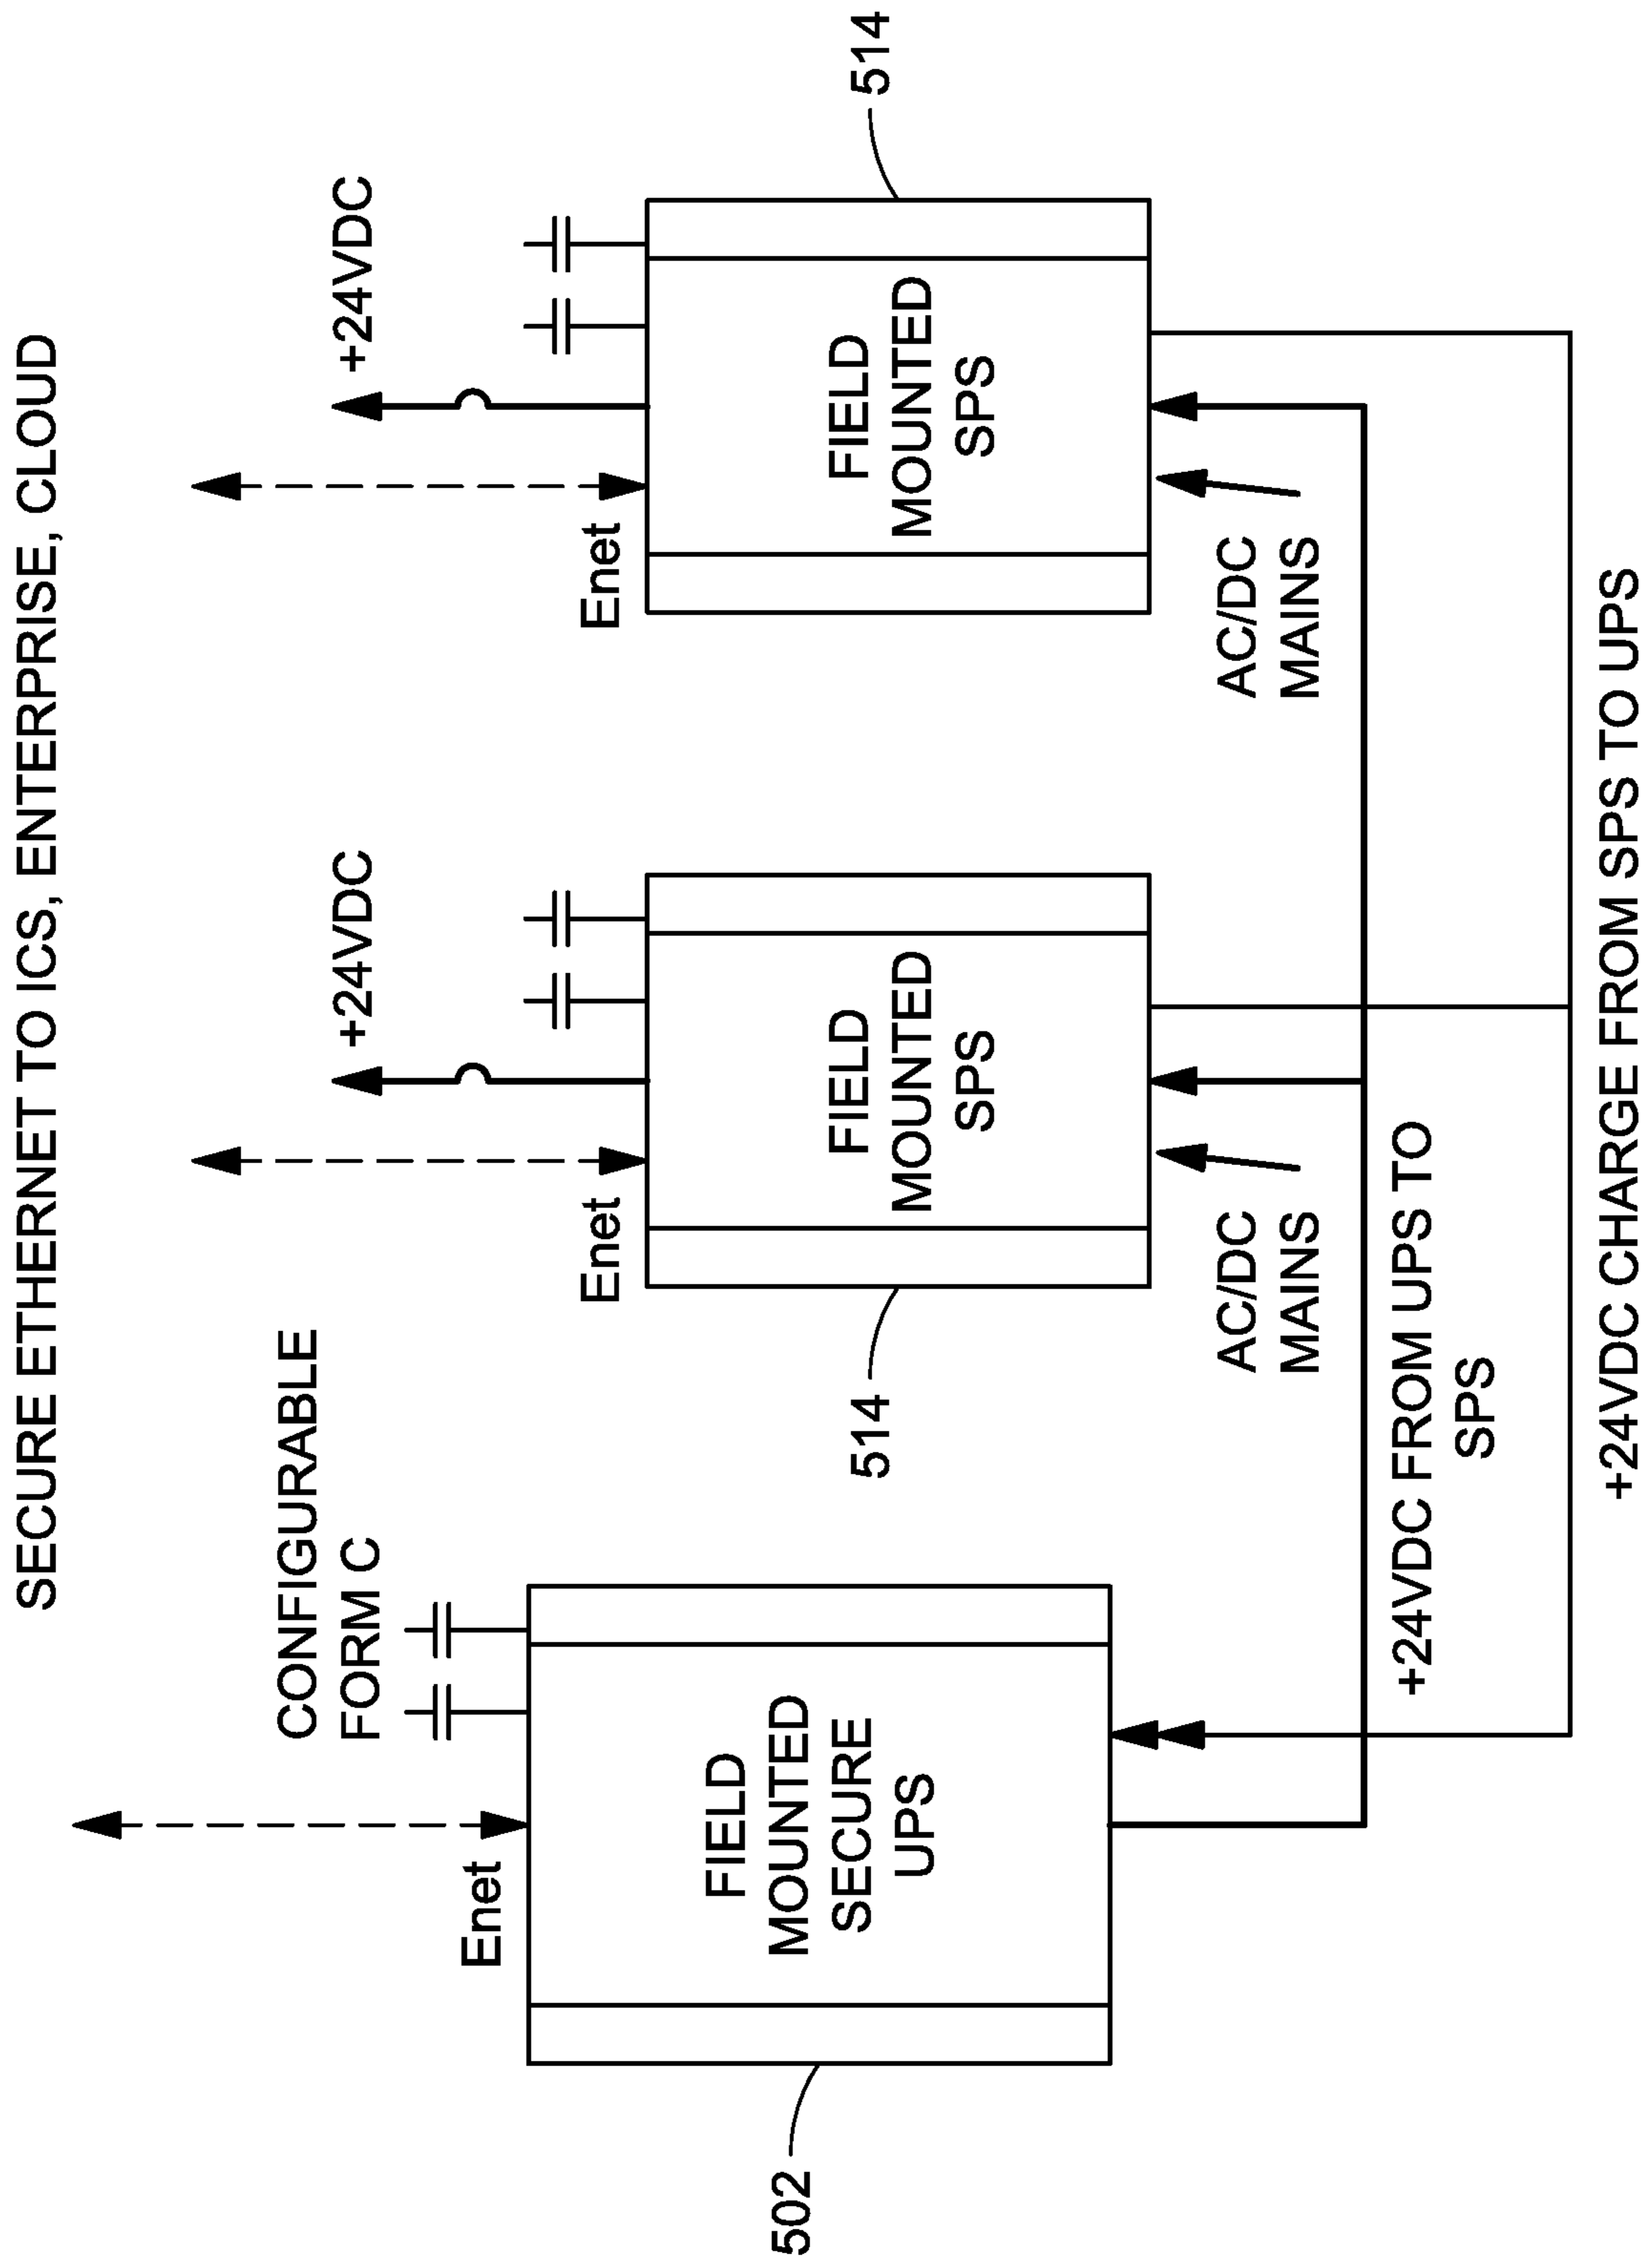 SECURE ETHERNET TO ICS, ENTERPRISE, CLOUD
CONFIGURABLE
FORM C
+24VDC
+24VDC
Enet
Enet
Enet
FIELD
MOUNTED
SECURE
UPS
FIELD
MOUNTED
SPS
FIELD
MOUNTED
SPS
502
514
514
AC/DC
MAINS
AC/DC
MAINS
+24VDC FROM UPS TO
SPS
+24VDC CHARGE FROM SPS TO UPS